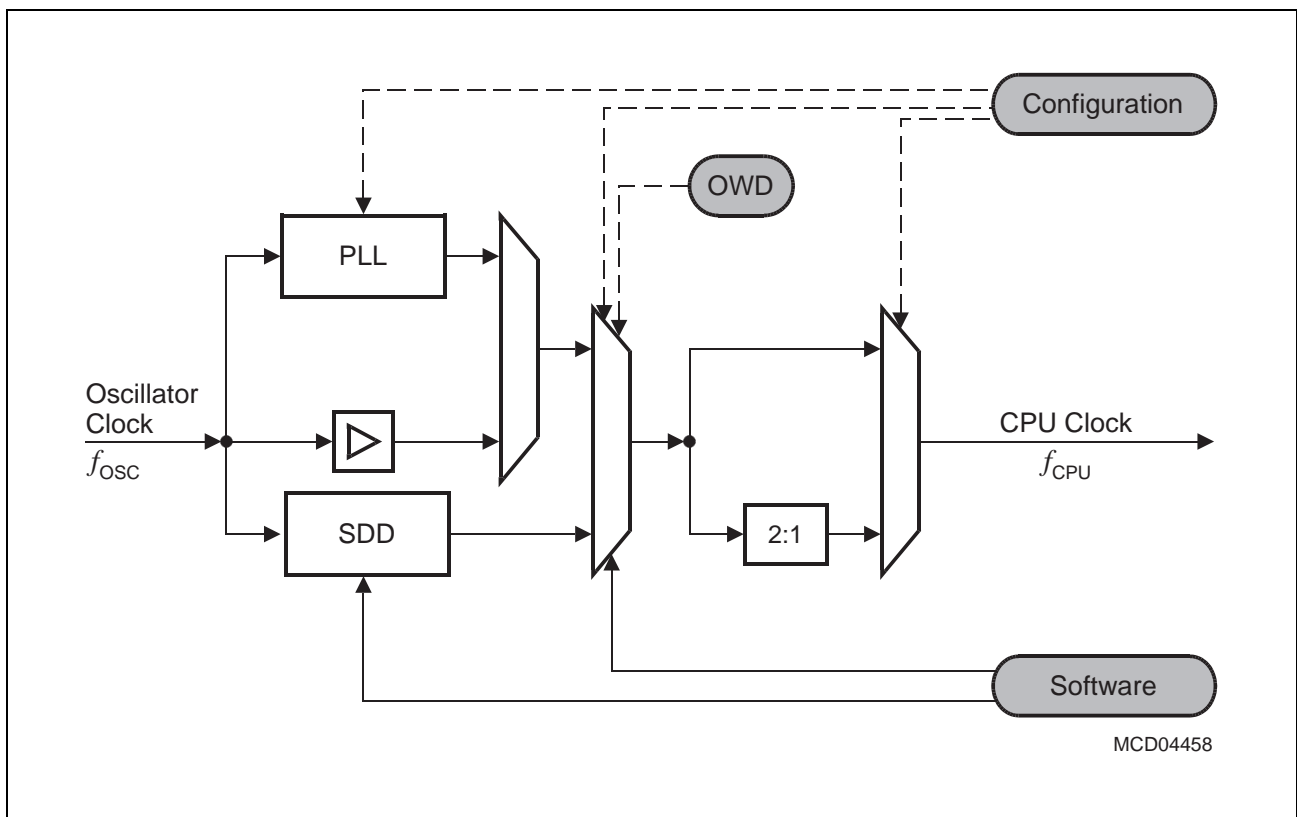 Configuration
OWD
PLL
Oscillator
Clock
fOSC
SDD
2:1
CPU Clock
fCPU
Software
MCD04458